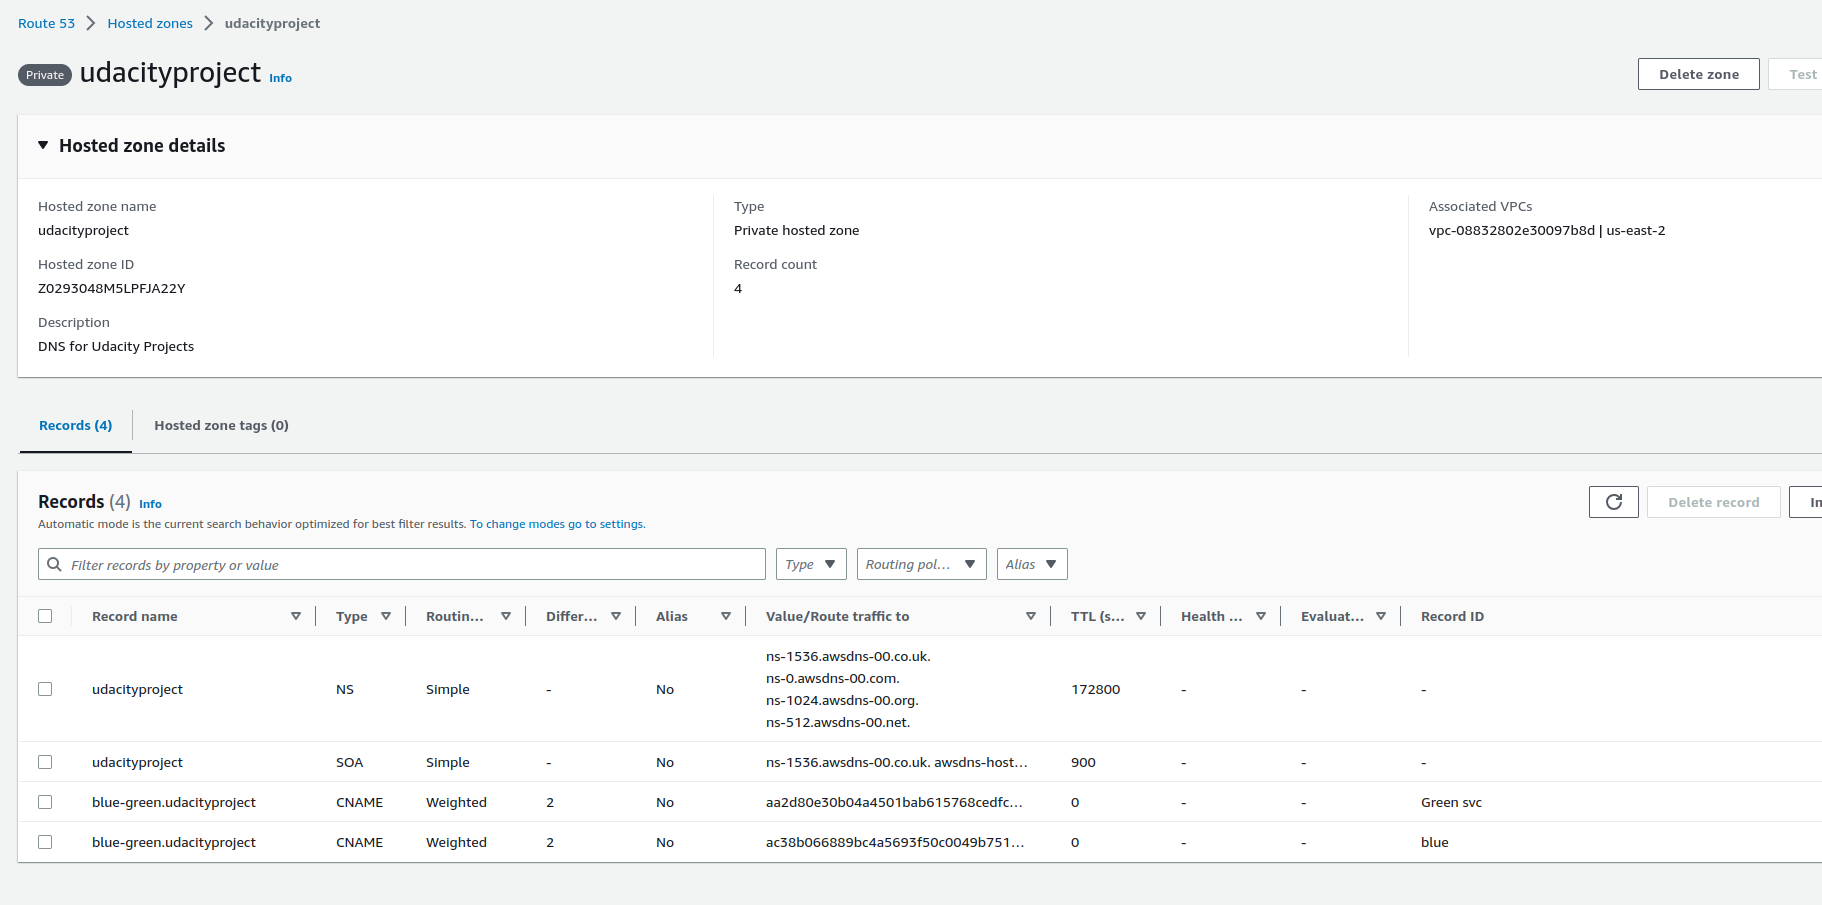 Route 53 > Hosted zones > udacityproject
Private udacityproject Info
Delete zone Test
Hosted zone details
Hosted zone name
udacityproject
Hosted zone ID
Z0293048M5LPFJA22Y
Description
DNS for Udacity Projects
Type
Private hosted zone
Record count
4
Associated VPCs
vpc-08832802e30097b8d | us-east-2
Records (4) Hosted zone tags (0)
Records (4) Info
Automatic mode is the current search behavior optimized for best filter results. To change modes go to settings.
Delete record
Filter records by property or value Type Routing pol... Alias
Record name Type Routin... Differ... Alias Value/Route traffic to TTL (s... Health ... Evaluat... Record ID
ns-1536.awsdns-00.co.uk.
ns-0.awsdns-00.com.
udacityproject NS Simple - No 172800 - - -
ns-1024.awsdns-00.org.
ns-512.awsdns-00.net.
udacityproject SOA Simple - No ns-1536.awsdns-00.co.uk. awsdns-host... 900 - - -
blue-green.udacityproject CNAME Weighted 2 No aa2d80e30b04a4501bab615768cedfc... 0 - - Green svc
blue-green.udacityproject CNAME Weighted 2 No ac38b066889bc4a5693f50c0049b751... 0 - - blue